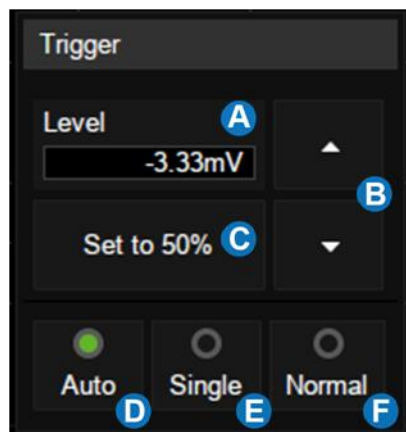 Trigger
Level A
-3.33mV
B
Set to 50% C
Auto Single Normal
D E F